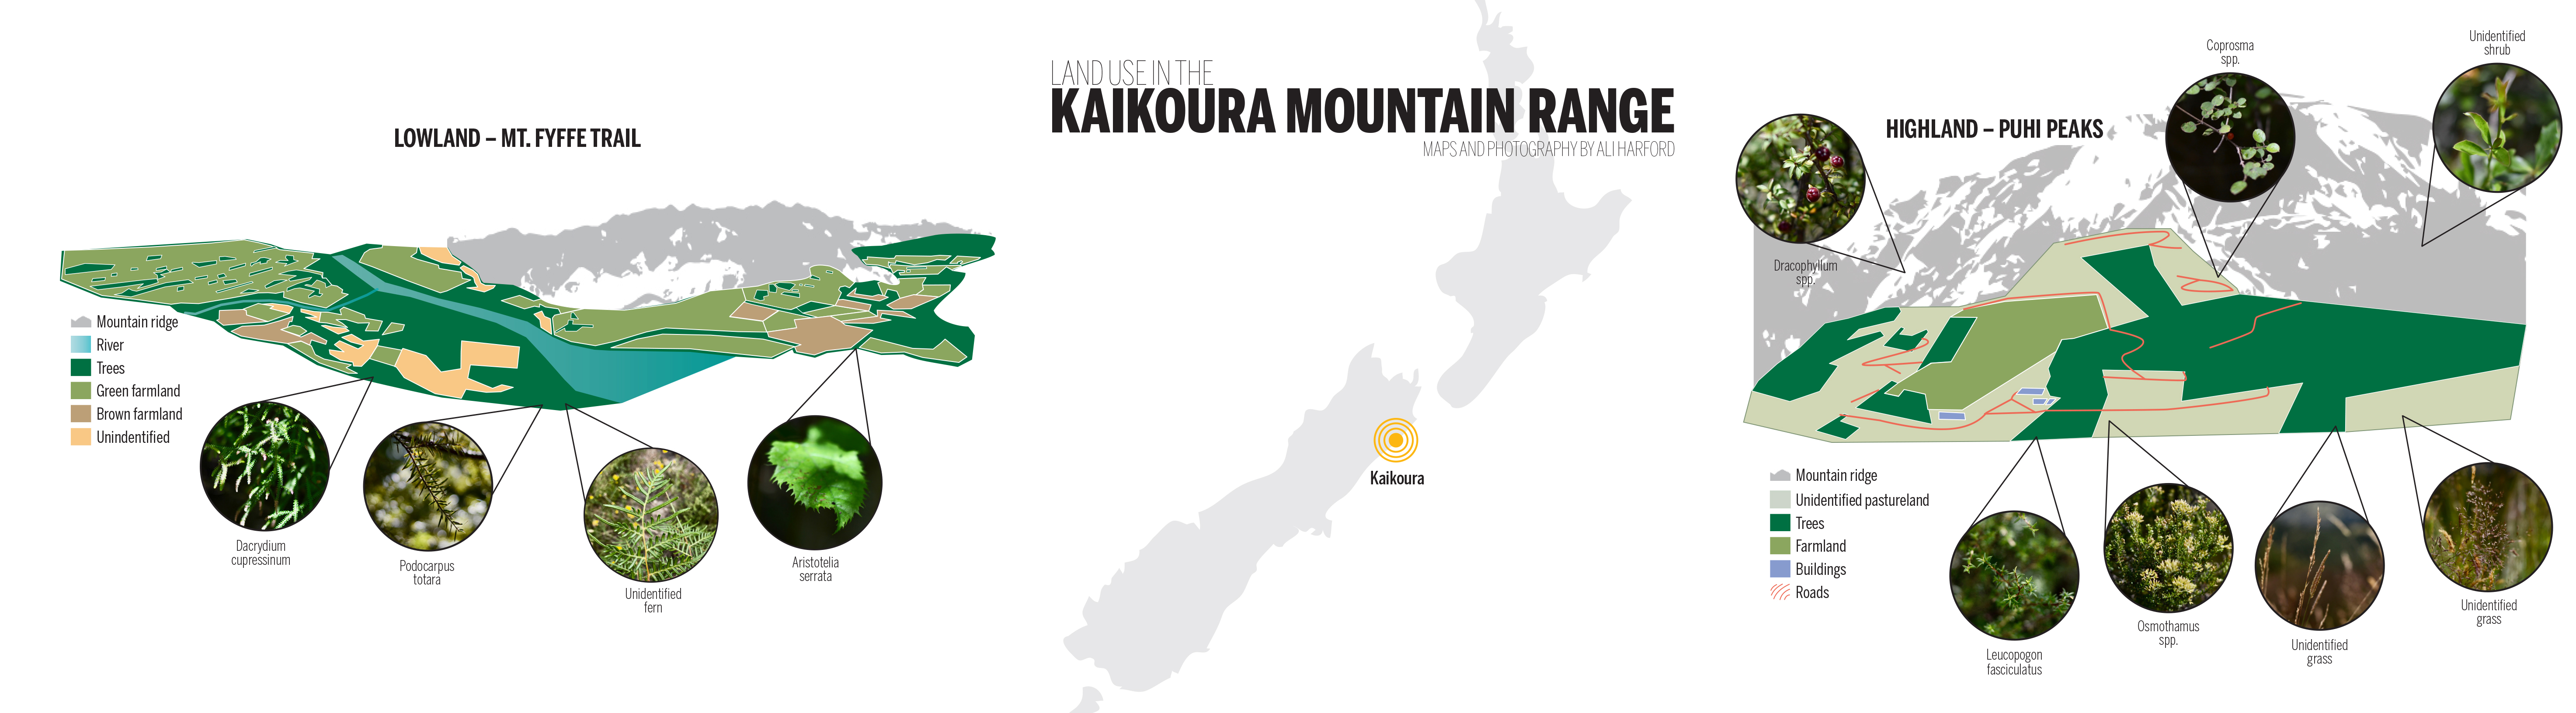 LAND USE IN THE
KAIKOURA MOUNTAIN RANGE
MAPS AND PHOTOGRAPHY BY ALI HARFORD
LOWLAND – MT. FYFFE TRAIL
Mountain ridge
River
Trees
Green farmland
Brown farmland
Unindentified
Dacrydium
cupressinum
Podocarpus
totara
Unidentified
fern
Aristotelia
serrata
Kaikoura
HIGHLAND – PUHI PEAKS
Dracophyllum
spp.
Coprosma
spp.
Unidentified
shrub
Mountain ridge
Unidentified pastureland
Trees
Farmland
Buildings
Roads
Leucopogon
fasciculatus
Osmothamus
spp.
Unidentified
grass
Unidentified
grass